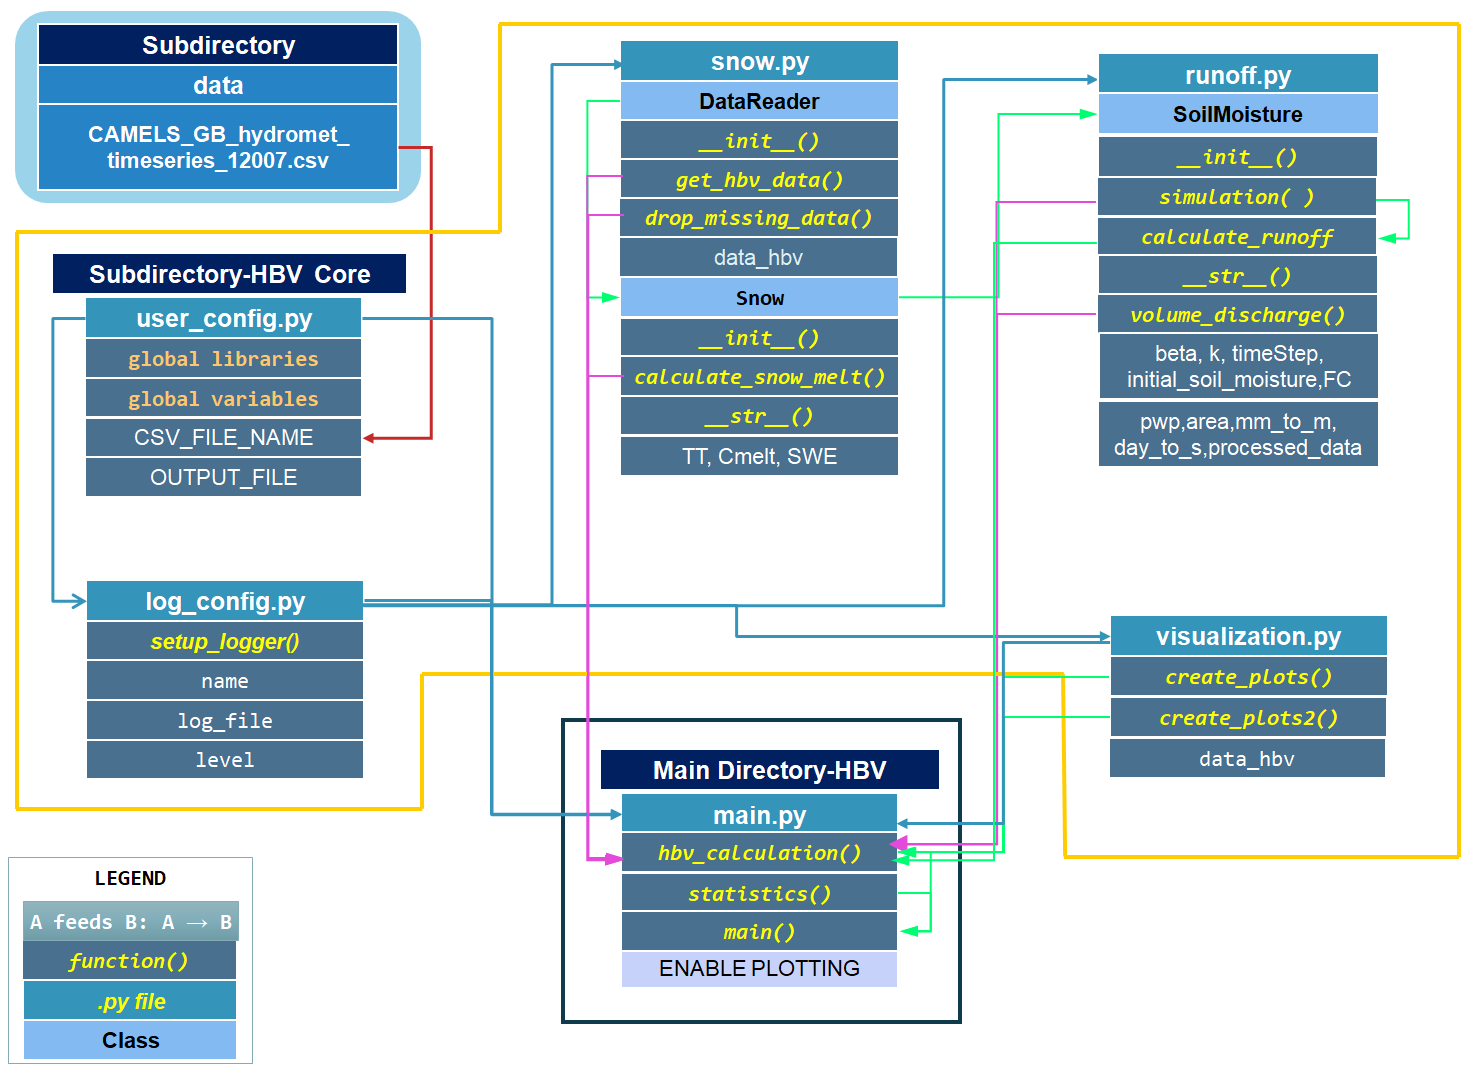 Subdirectory
data
CAMELS_GB_hydromet_
timeseries_12007.csv
Subdirectory-HBV Core
user_config.py
global libraries
global variables
CSV_FILE_NAME
OUTPUT_FILE
log_config.py
setup_logger()
name
log_file
level
snow.py
DataReader
__init__()
get_hbv_data()
drop_missing_data()
data_hbv
Snow
__init__()
calculate_snow_melt()
__str__()
TT, Cmelt, SWE
runoff.py
SoilMoisture
__init__()
simulation( )
calculate_runoff
__str__()
volume_discharge()
beta, k, timeStep,
initial_soil_moisture,FC
pwp,area,mm_to_m,
day_to_s,processed_data
visualization.py
create_plots()
create_plots2()
data_hbv
Main Directory-HBV
main.py
hbv_calculation()
statistics()
main()
ENABLE PLOTTING
LEGEND
A feeds B: A → B
function()
.py file
Class